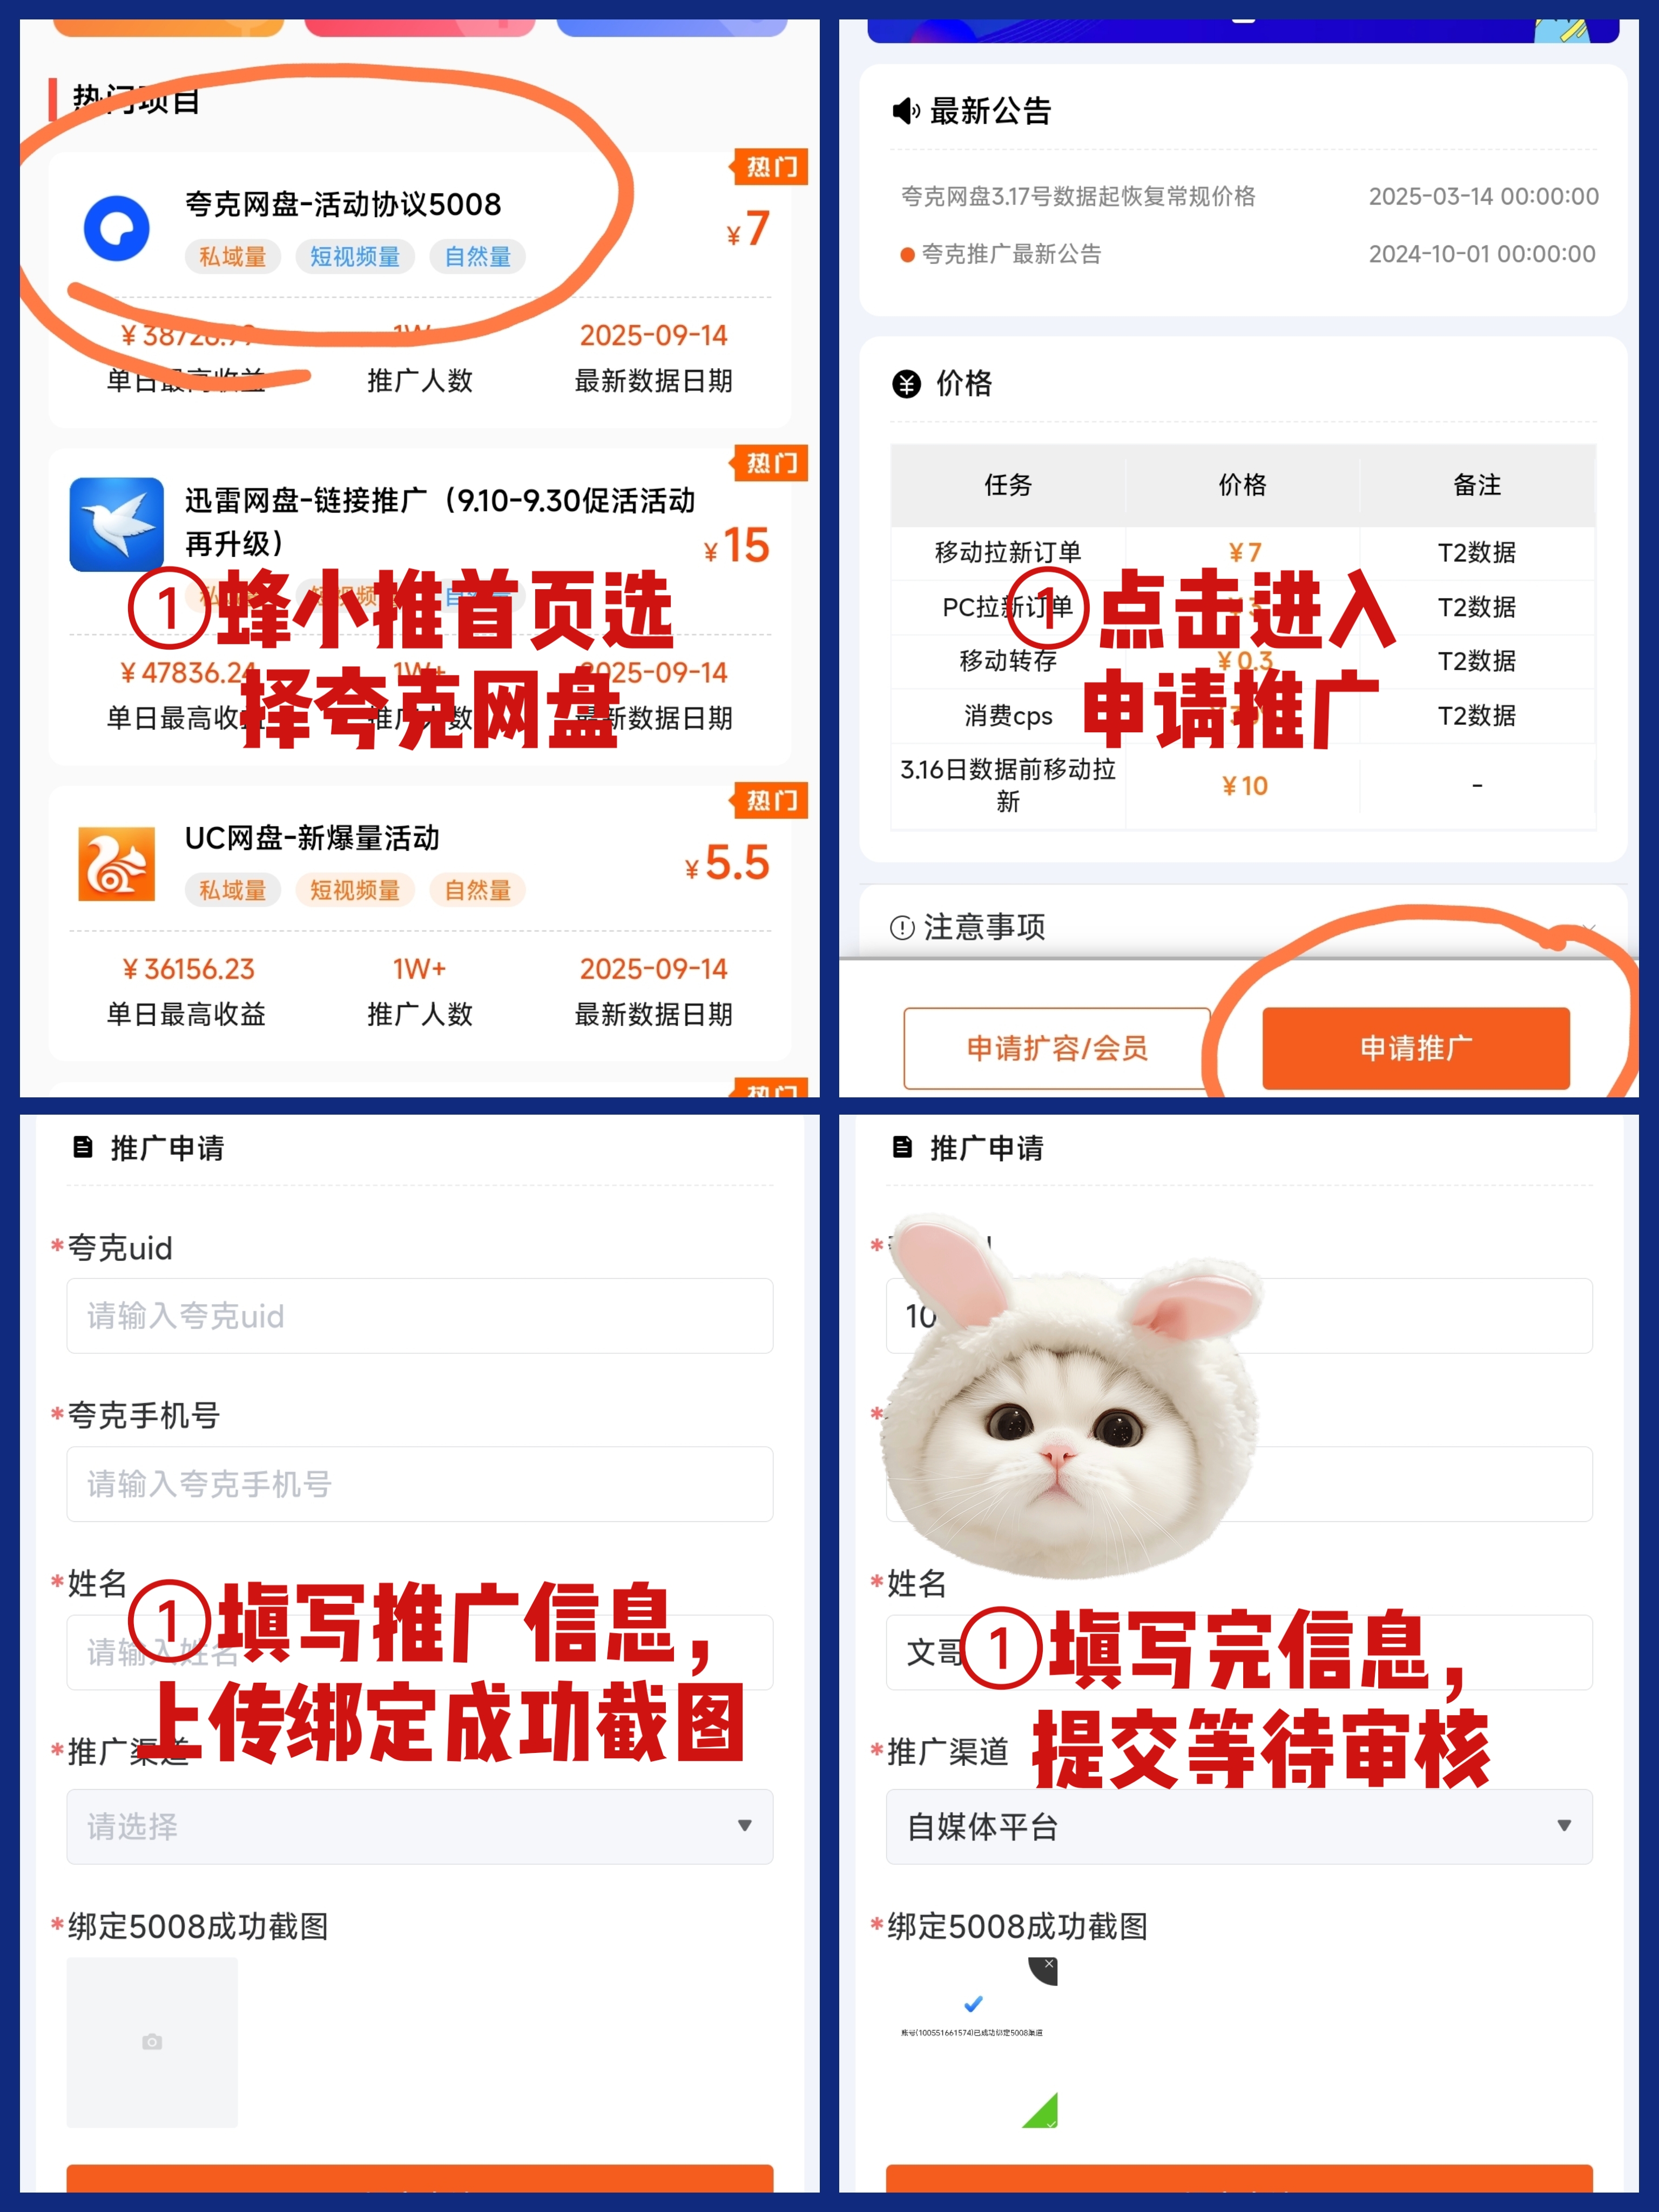 热门项目
热门
夸克网盘-活动协议5008
¥7
私域量 短视频量 自然量
2025-09-14
单日最高收益 推广人数 最新数据日期
热门
迅雷网盘-链接推广（9.10-9.30促活活动
再升级）
¥15
①蜂小推首页选
择夸克网盘
¥47836.24 1W+ 2025-09-14
单日最高收益 推广人数 最新数据日期
热门
UC网盘-新爆量活动
¥5.5
私域量 短视频量 自然量
¥36156.23 1W+ 2025-09-14
单日最高收益 推广人数 最新数据日期
热门
最新公告
夸克网盘3.17号数据起恢复常规价格 2025-03-14 00:00:00
夸克推广最新公告 2024-10-01 00:00:00
价格
任务 价格 备注
移动拉新订单 ¥7 T2数据
PC拉新订单 T2数据
移动转存 ¥0.3 T2数据
消费cps T2数据
3.16日数据前移动拉
新 ¥10 -
①点击进入
申请推广
注意事项
申请扩容/会员 申请推广
推广申请
*夸克uid
请输入夸克uid
*夸克手机号
请输入夸克手机号
*姓名
请输入姓名
①填写推广信息，
上传绑定成功截图
*推广渠道
请选择
*绑定5008成功截图
推广申请
*
10
*
*姓名
文哥
①填写完信息，
提交等待审核
*推广渠道
自媒体平台
*绑定5008成功截图
账号(100551661574)已成功绑定5008渠道